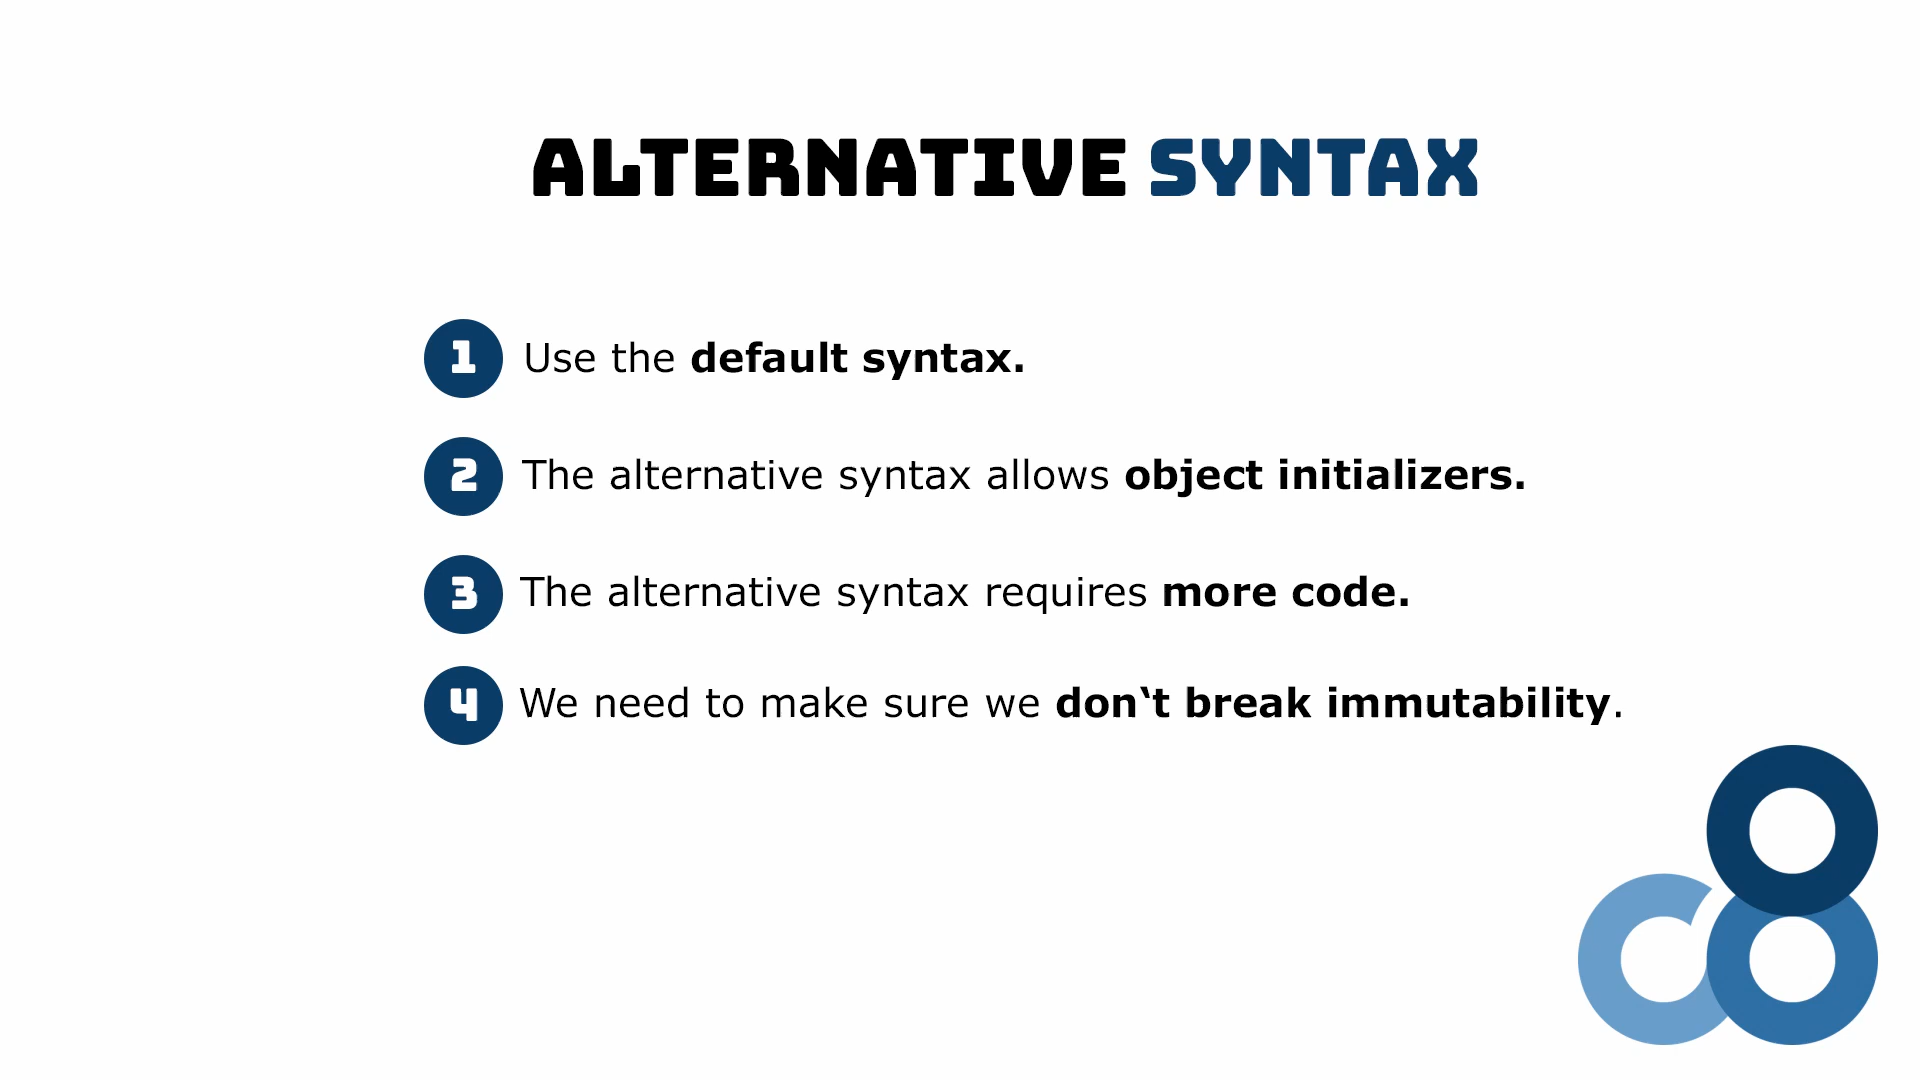 ALTERNATIVE SYNTAX
1 Use the default syntax.
2 The alternative syntax allows object initializers.
3 The alternative syntax requires more code.
4 We need to make sure we don‘t break immutability.